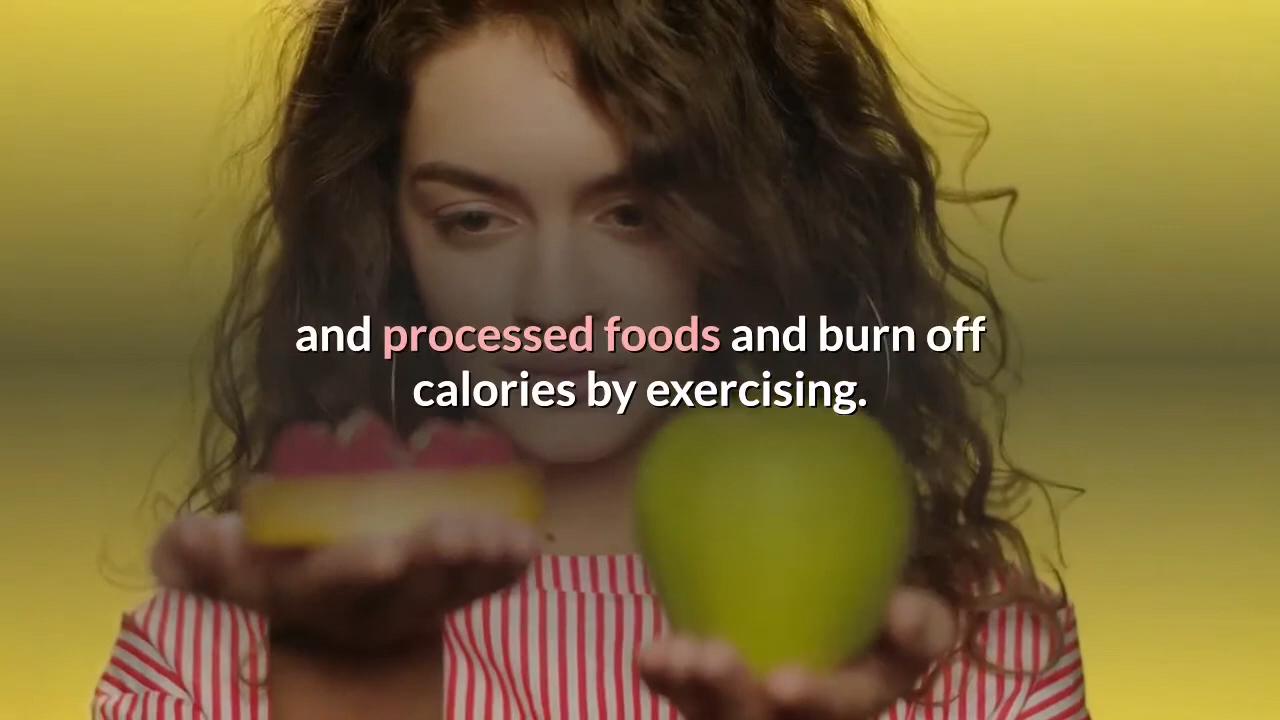 and processed foods and burn off
calories by exercising.